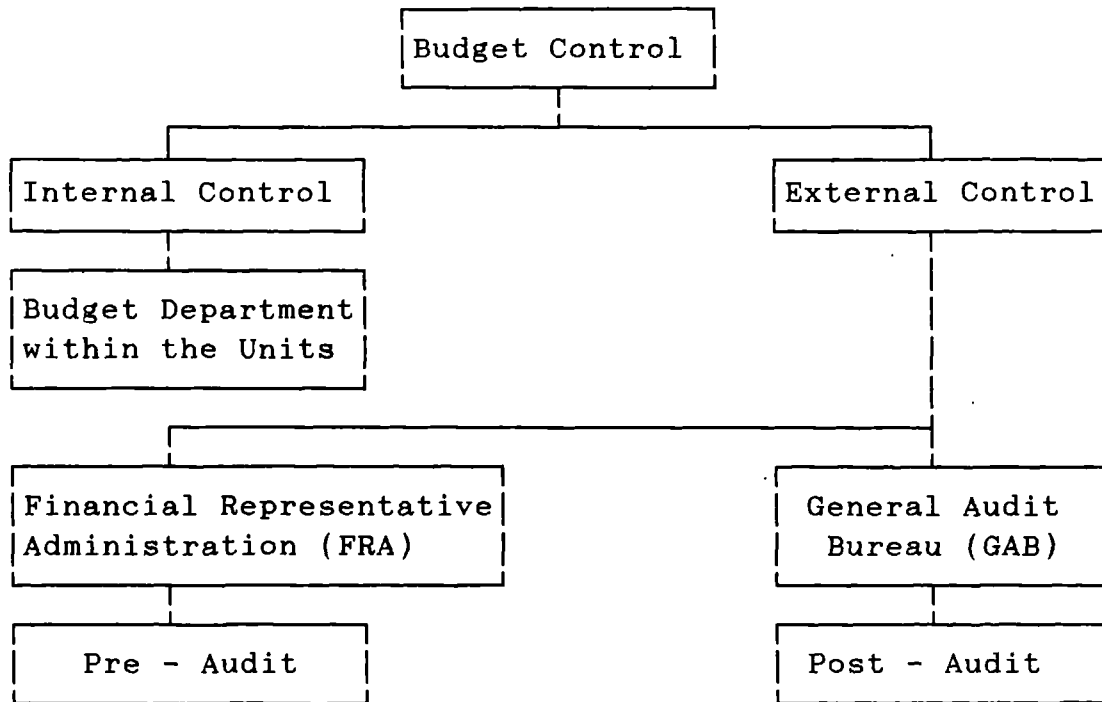 Budget Control
Internal Control
External Control
Budget Department
within the Units
Financial Representative
Administration (FRA)
General Audit
Bureau (GAB)
Pre - Audit
Post - Audit